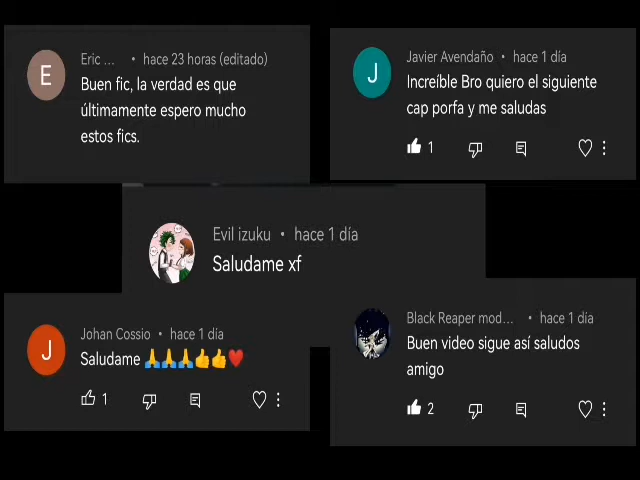 E
Eric ... • hace 23 horas (editado)
Buen fic, la verdad es que
últimamente espero mucho
estos fics.
J
Javier Avendaño • hace 1 día
Increíble Bro quiero el siguiente
cap porfa y me saludas
1
Evil izuku • hace 1 día
Saludame xf
J
Johan Cossio • hace 1 día
Saludame 🙏🙏🙏👍👍❤️
1
Black Reaper mod... • hace 1 día
Buen video sigue así saludos
amigo
2